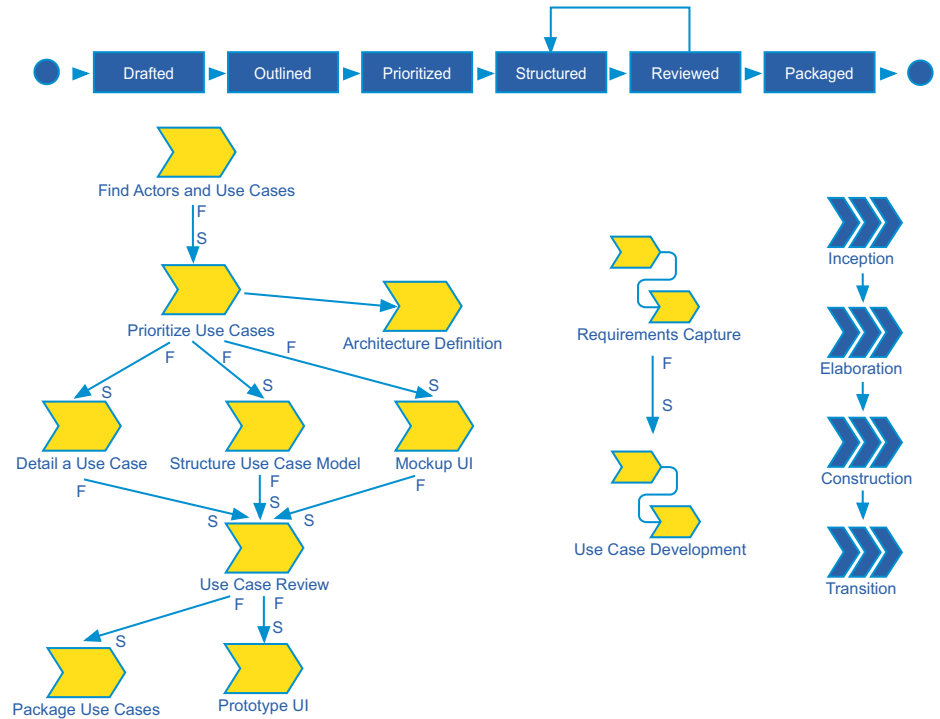 Drafted
Outlined
Prioritized
Structured
Reviewed
Packaged
Find Actors and Use Cases
F
S
Prioritize Use Cases
Architecture Definition
F
F
F
S
S
S
Detail a Use Case
Structure Use Case Model
Mockup UI
F
F
F
S
S
S
Use Case Review
F
F
S
S
Package Use Cases
Prototype UI
Requirements Capture
F
S
Use Case Development
Inception
Elaboration
Construction
Transition